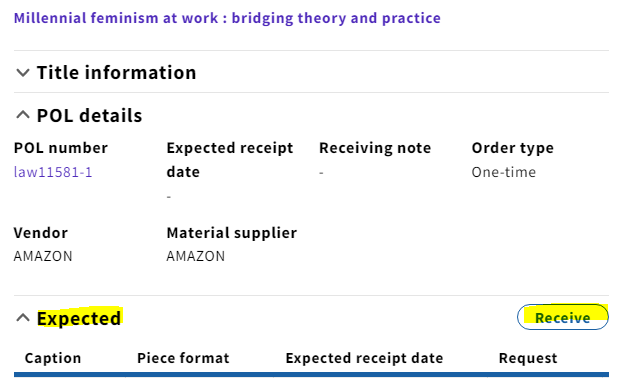 Millennial feminism at work : bridging theory and practice
Title information
POL details
POL number Expected receipt date Receiving note Order type
law11581-1 - - One-time
Vendor Material supplier
AMAZON AMAZON
Expected Receive
Caption Piece format Expected receipt date Request